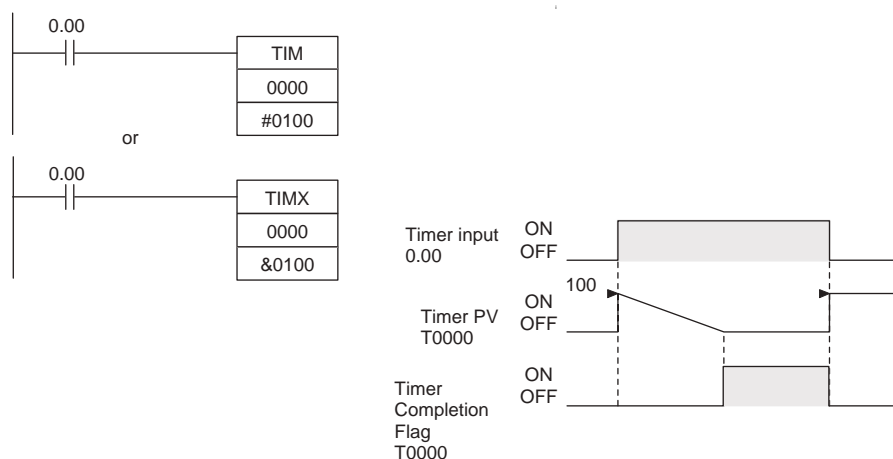 0.00
TIM
0000
#0100
or
0.00
TIMX
0000
&0100
Timer input
0.00
ON
OFF
100
Timer PV
T0000
ON
OFF
Timer
Completion
Flag
T0000
ON
OFF